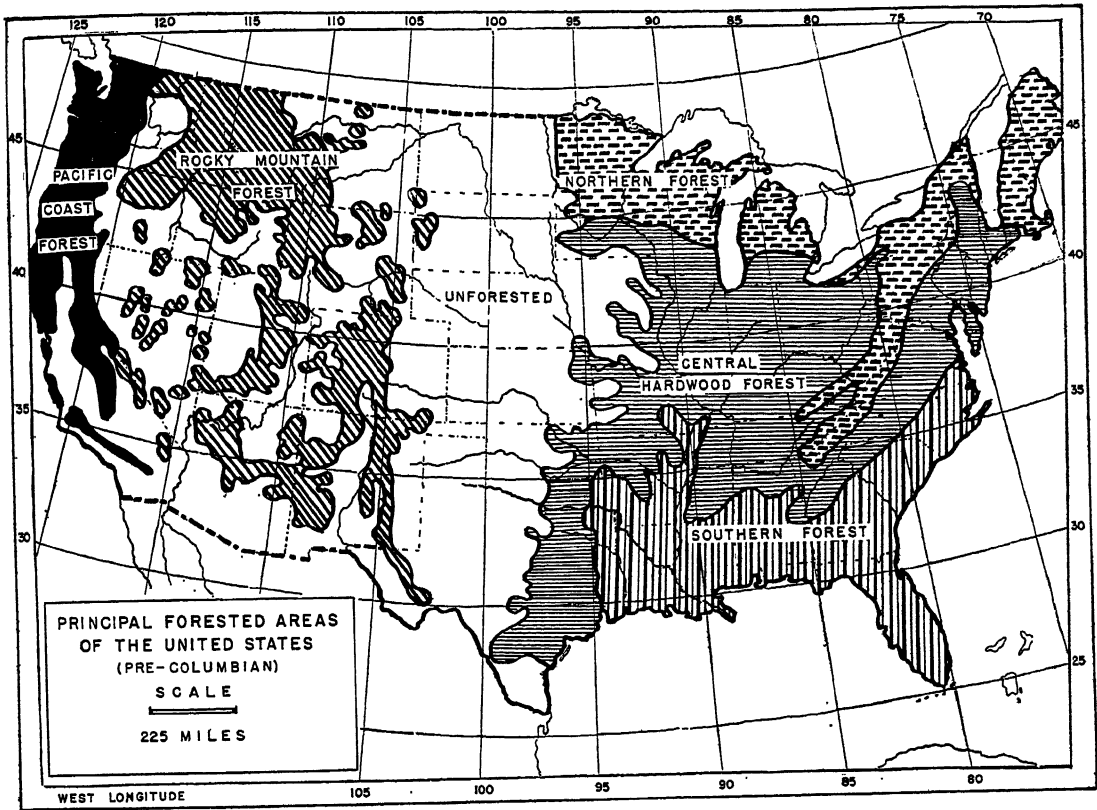 125 120 115 110 105 100 95 90 85 80 75 70
45
45
ROCKY MOUNTAIN
FOREST
PACIFIC
COAST
FOREST
NORTHERN FOREST
40
40
UNFORESTED
CENTRAL
HARDWOOD FOREST
35
35
30
30
SOUTHERN FOREST
25
PRINCIPAL FORESTED AREAS
OF THE UNITED STATES
(PRE-COLUMBIAN)
SCALE
225 MILES
WEST LONGITUDE
105 100 95 90 85 80